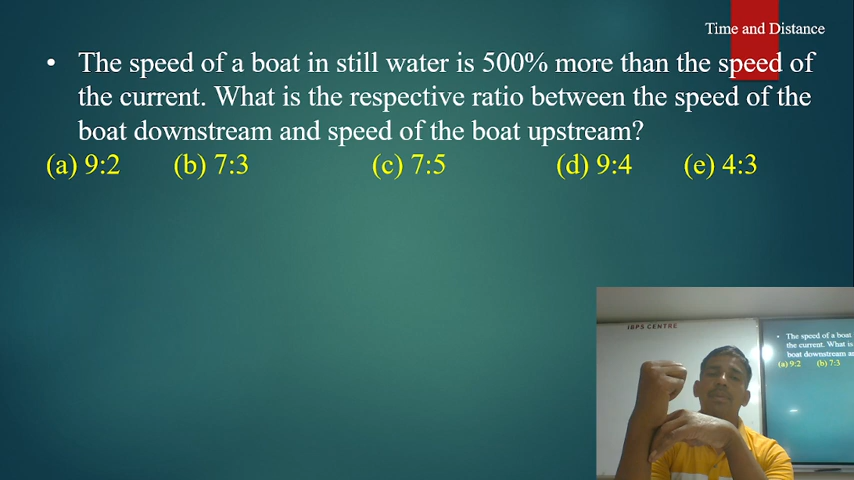 Time and Distance
• The speed of a boat in still water is 500% more than the speed of
the current. What is the respective ratio between the speed of the
boat downstream and speed of the boat upstream?
(a) 9:2 (b) 7:3 (c) 7:5 (d) 9:4 (e) 4:3
IBPS CENTRE
• The speed of a boat
the current. What is
boat downstream a
(a) 9:2 (b) 7:3